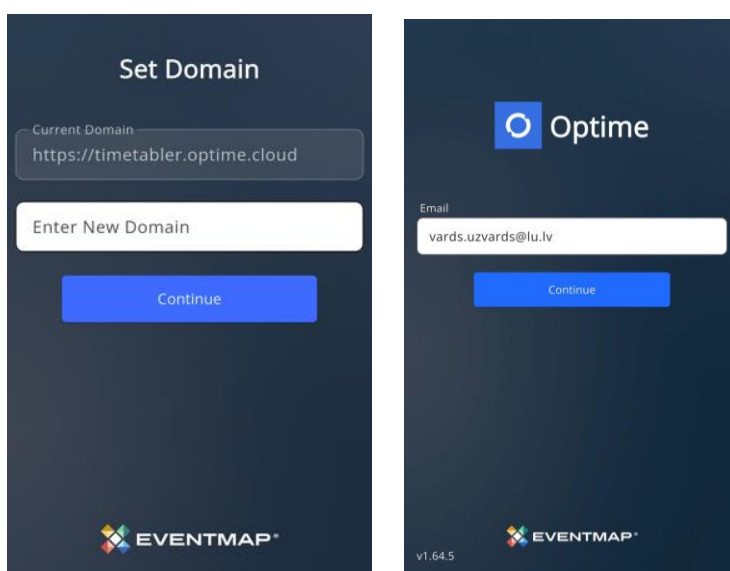 Set Domain
Current Domain
https://timetabler.optime.cloud
Enter New Domain
Continue
EVENTMAP
Optime
Email
vards.uzvards@lu.lv
Continue
EVENTMAP
v1.64.5